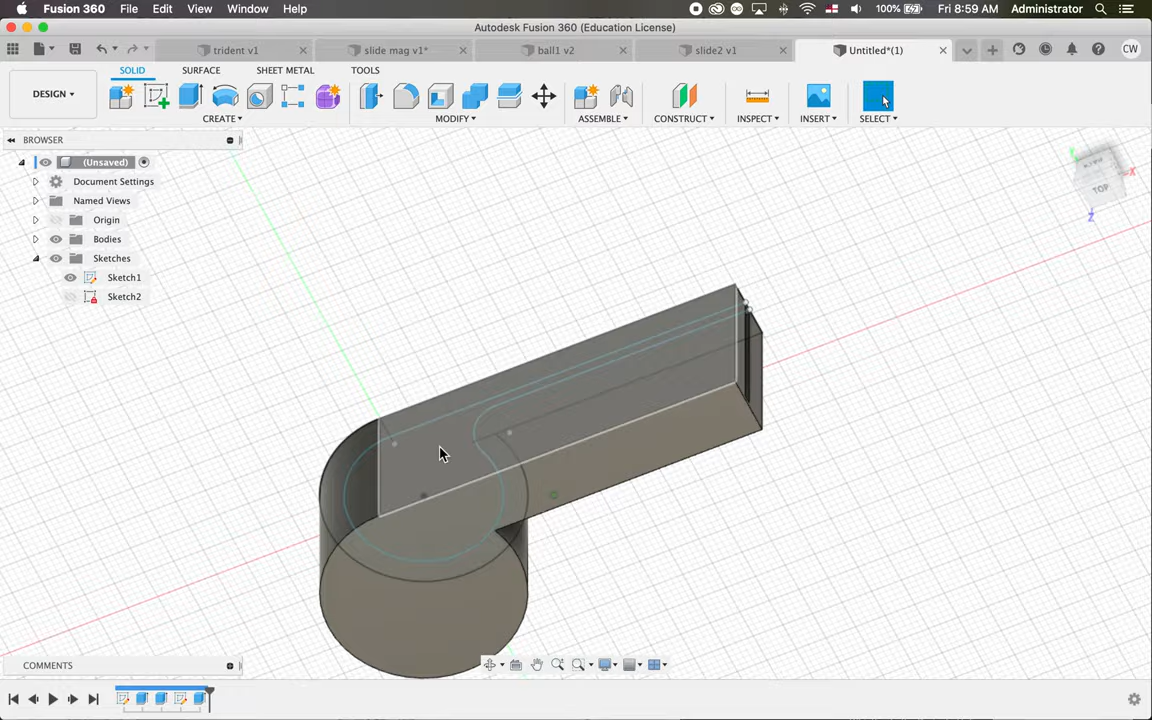 Fusion 360 File Edit View Window Help 100% Fri 8:59 AM Administrator
Autodesk Fusion 360 (Education License)
trident v1 slide mag v1* ball1 v2 slide2 v1 Untitled*(1) CW
SOLID SURFACE SHEET METAL TOOLS
DESIGN
CREATE MODIFY ASSEMBLE CONSTRUCT INSPECT INSERT SELECT
BROWSER
(Unsaved)
Document Settings
Named Views
Origin
Bodies
Sketches
Sketch1
Sketch2
Y
X
TOP
Z
COMMENTS